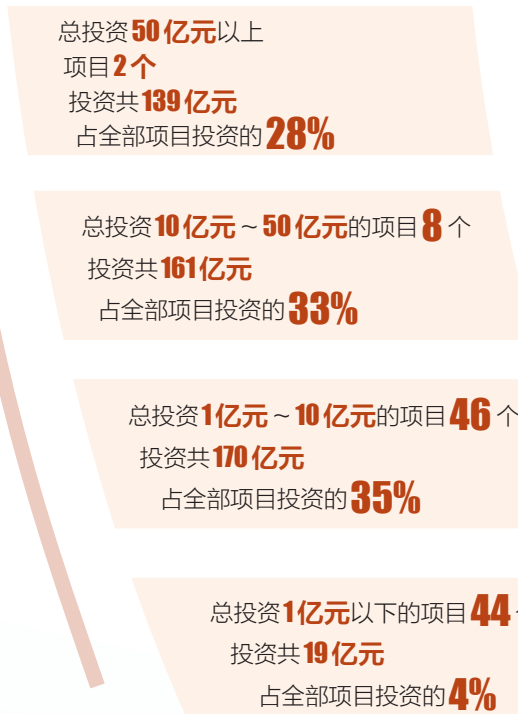 总投资50亿元以上
项目2个
投资共139亿元
占全部项目投资的28%
总投资10亿元~50亿元的项目8个
投资共161亿元
占全部项目投资的33%
总投资1亿元~10亿元的项目46个
投资共170亿元
占全部项目投资的35%
总投资1亿元以下的项目44
投资共19亿元
占全部项目投资的4%